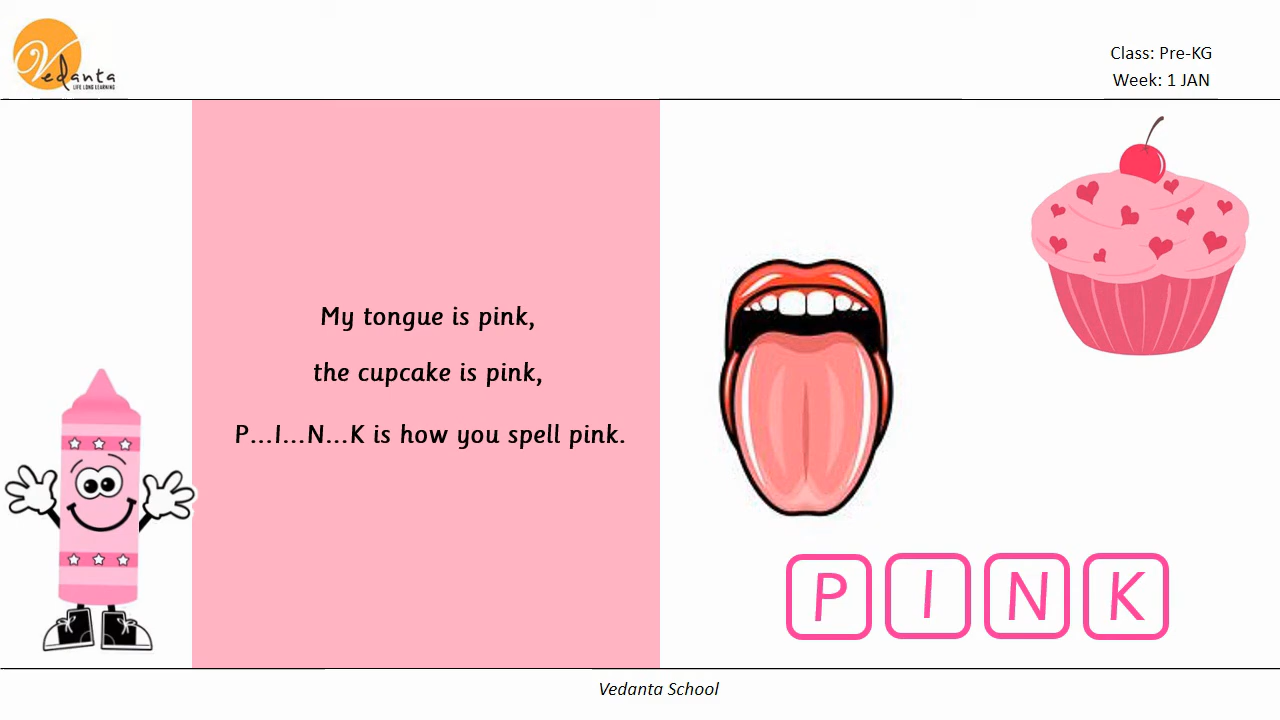 Vedanta
LIFE LONG LEARNING
Class: Pre-KG
Week: 1 JAN
My tongue is pink,
the cupcake is pink,
P...I...N...K is how you spell pink.
P I N K
Vedanta School